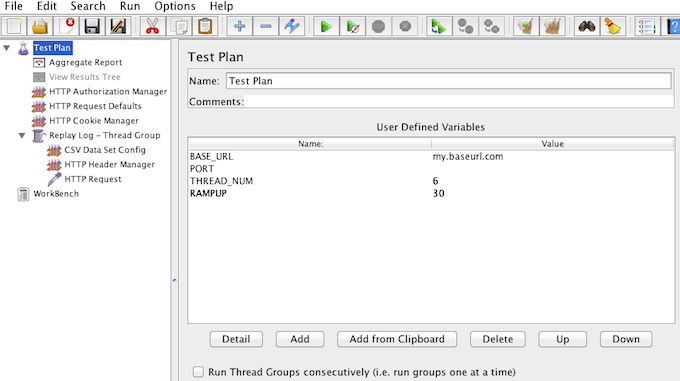 File Edit Search Run Options Help
Test Plan
Aggregate Report
View Results Tree
HTTP Authorization Manager
HTTP Request Defaults
HTTP Cookie Manager
Replay Log – Thread Group
CSV Data Set Config
HTTP Header Manager
HTTP Request
WorkBench
Test Plan
Name: Test Plan
Comments:
User Defined Variables
Name: Value
BASE_URL my.baseurl.com
PORT
THREAD_NUM 6
RAMPUP 30
Detail Add Add from Clipboard Delete Up Down
Run Thread Groups consecutively (i.e. run groups one at a time)